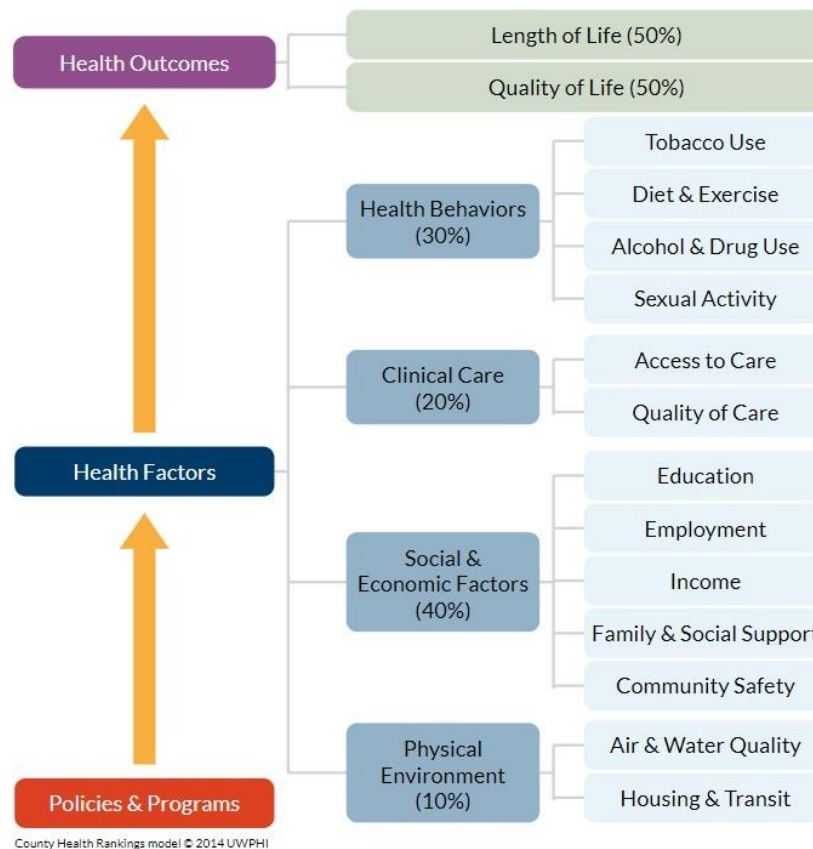 Health Outcomes
Length of Life (50%)
Quality of Life (50%)
Health Factors
Health Behaviors
(30%)
Tobacco Use
Diet & Exercise
Alcohol & Drug Use
Sexual Activity
Clinical Care
(20%)
Access to Care
Quality of Care
Social &
Economic Factors
(40%)
Education
Employment
Income
Family & Social Support
Community Safety
Physical
Environment
(10%)
Air & Water Quality
Housing & Transit
Policies & Programs
County Health Rankings model © 2014 UWPHI